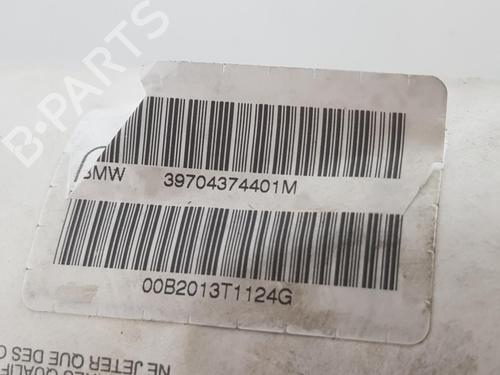 B-PARTS
BMW 39704374401M
00B2013T1124G
NE JETER QUE DES